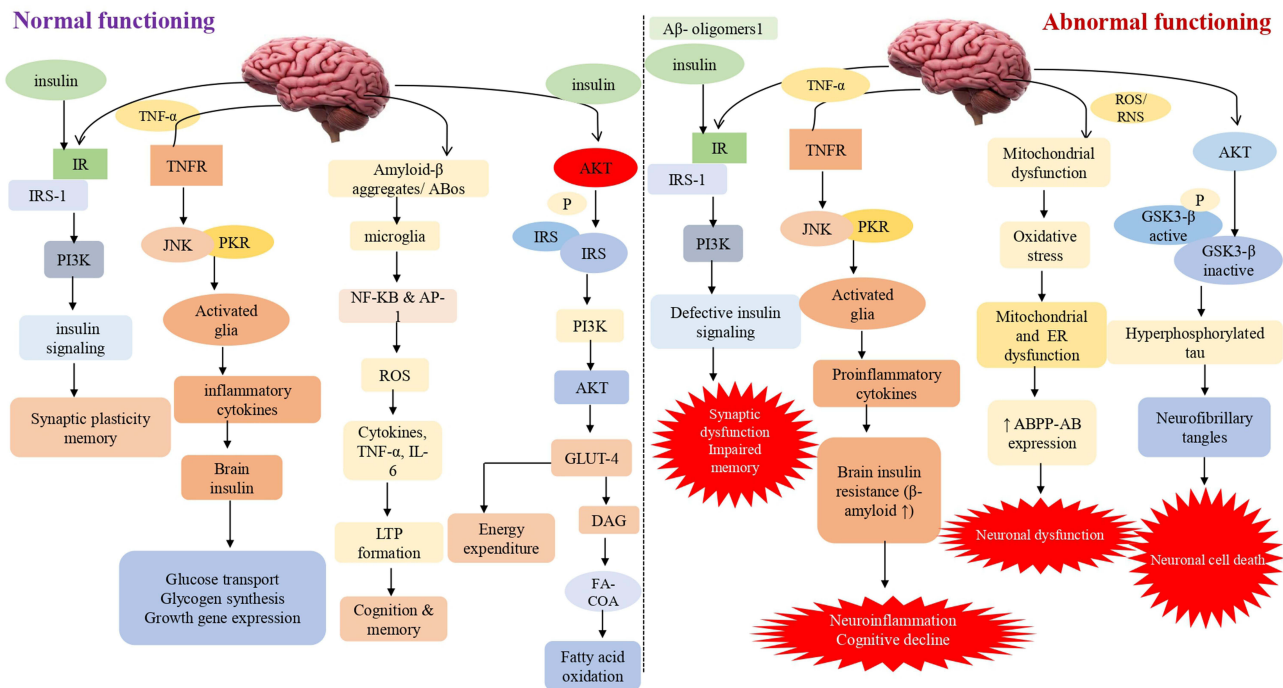 Normal functioning
insulin
TNF-α
IR
IRS-1
PI3K
insulin
signaling
Synaptic plasticity
memory
TNFR
JNK
PKR
Activated
glia
inflammatory
cytokines
Brain
insulin
Glucose transport
Glycogen synthesis
Growth gene expression
Amyloid-β
aggregates/ ABos
microglia
NF-KB & AP-
1
ROS
Cytokines,
TNF-α, IL-
6
LTP
formation
Cognition &
memory
insulin
AKT
P
IRS
IRS
PI3K
AKT
GLUT-4
Energy
expenditure
DAG
FA-
COA
Fatty acid
oxidation
Abnormal functioning
Aβ- oligomers1
insulin
IR
IRS-1
PI3K
Defective insulin
signaling
Synaptic
dysfunction
Impaired
memory
TNF-α
TNFR
JNK
PKR
Activated
glia
Proinflammatory
cytokines
Brain insulin
resistance (β-
amyloid ↑)
Neuroinflammation
Cognitive decline
ROS/
RNS
Mitochondrial
dysfunction
Oxidative
stress
Mitochondrial
and ER
dysfunction
↑ ABPP-AB
expression
Neuronal dysfunction
AKT
P
GSK3-β
active
GSK3-β
inactive
Hyperphosphorylated
tau
Neurofibrillary
tangles
Neuronal cell death